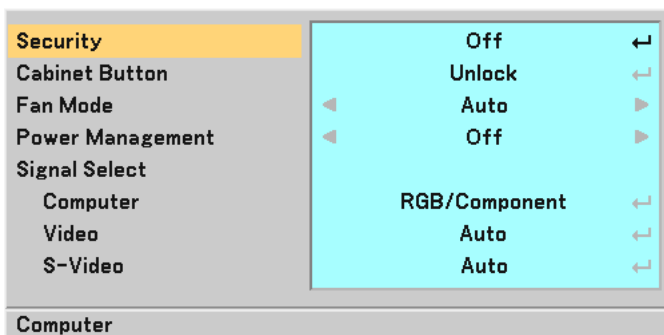 Security Off
Cabinet Button Unlock
Fan Mode Auto
Power Management Off
Signal Select
Computer RGB/Component
Video Auto
S-Video Auto
Computer